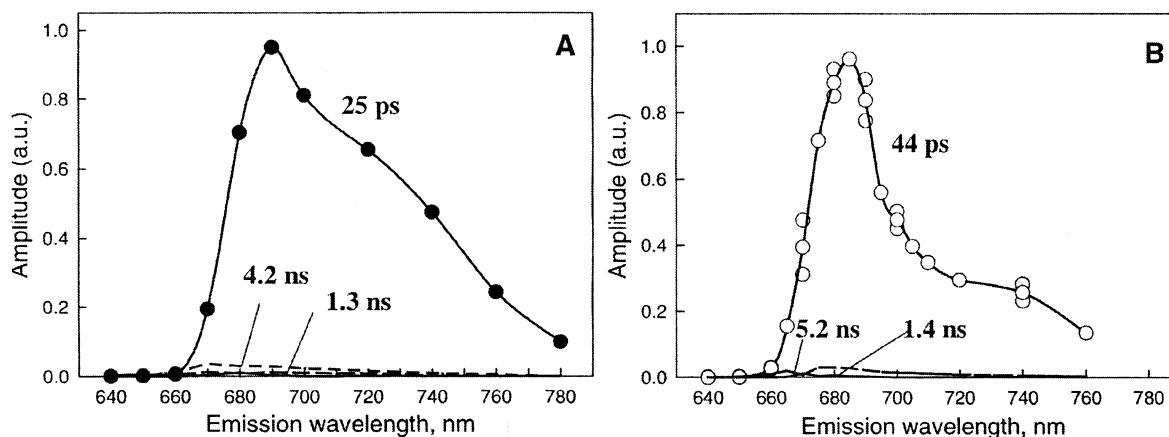 A
Amplitude (a.u.)
1.0
0.8
0.6
0.4
0.2
0.0
25 ps
4.2 ns
1.3 ns
640 660 680 700 720 740 760 780
Emission wavelength, nm
B
Amplitude (a.u.)
1.0
0.8
0.6
0.4
0.2
0.0
44 ps
5.2 ns
1.4 ns
640 660 680 700 720 740 760 780
Emission wavelength, nm